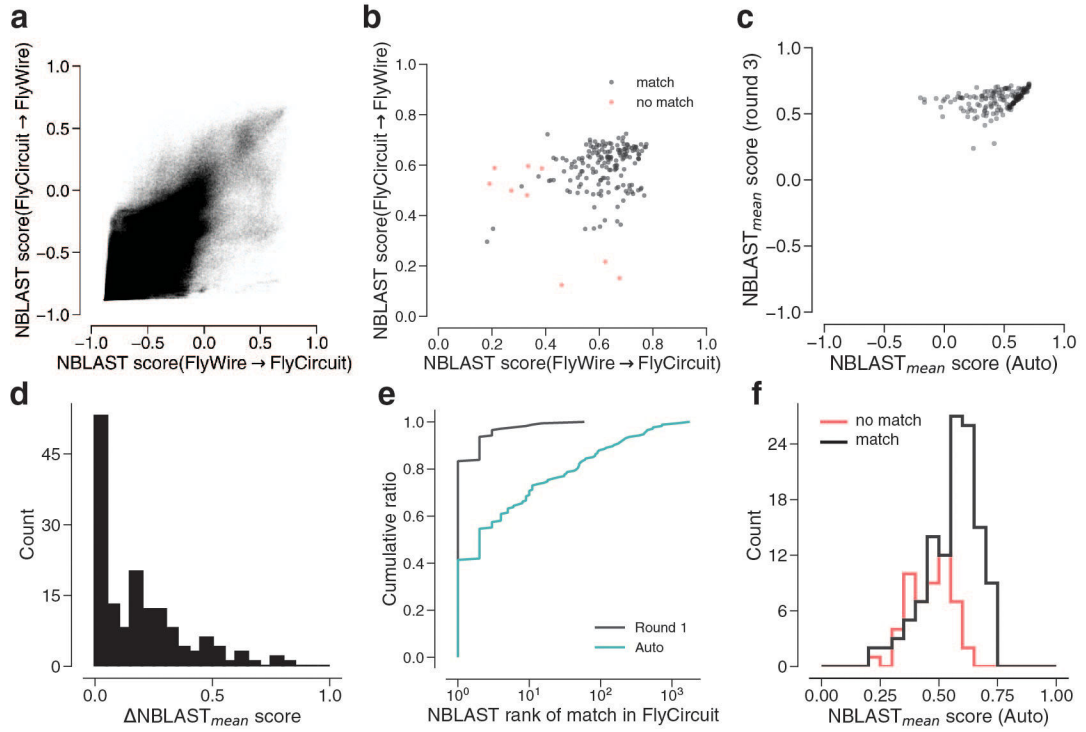 a
NBLAST score(FlyCircuit → FlyWire)
1.0
0.5
0.0
−0.5
−1.0
−1.0 −0.5 0.0 0.5 1.0
NBLAST score(FlyWire → FlyCircuit)
b
NBLAST score(FlyCircuit → FlyWire)
1.0
0.8
0.6
0.4
0.2
0.0
match
no match
0.0 0.2 0.4 0.6 0.8 1.0
NBLAST score(FlyWire → FlyCircuit)
c
NBLASTmean score (round 3)
1.0
0.5
0.0
−0.5
−1.0
−1.0 −0.5 0.0 0.5 1.0
NBLASTmean score (Auto)
d
Count
45
30
15
0
0.0 0.5 1.0
ΔNBLASTmean score
e
Cumulative ratio
1.0
0.8
0.6
0.4
0.2
0.0
Round 1
Auto
10⁰ 10¹ 10² 10³
NBLAST rank of match in FlyCircuit
f
no match
match
Count
24
18
12
6
0
0.00 0.25 0.50 0.75 1.00
NBLASTmean score (Auto)